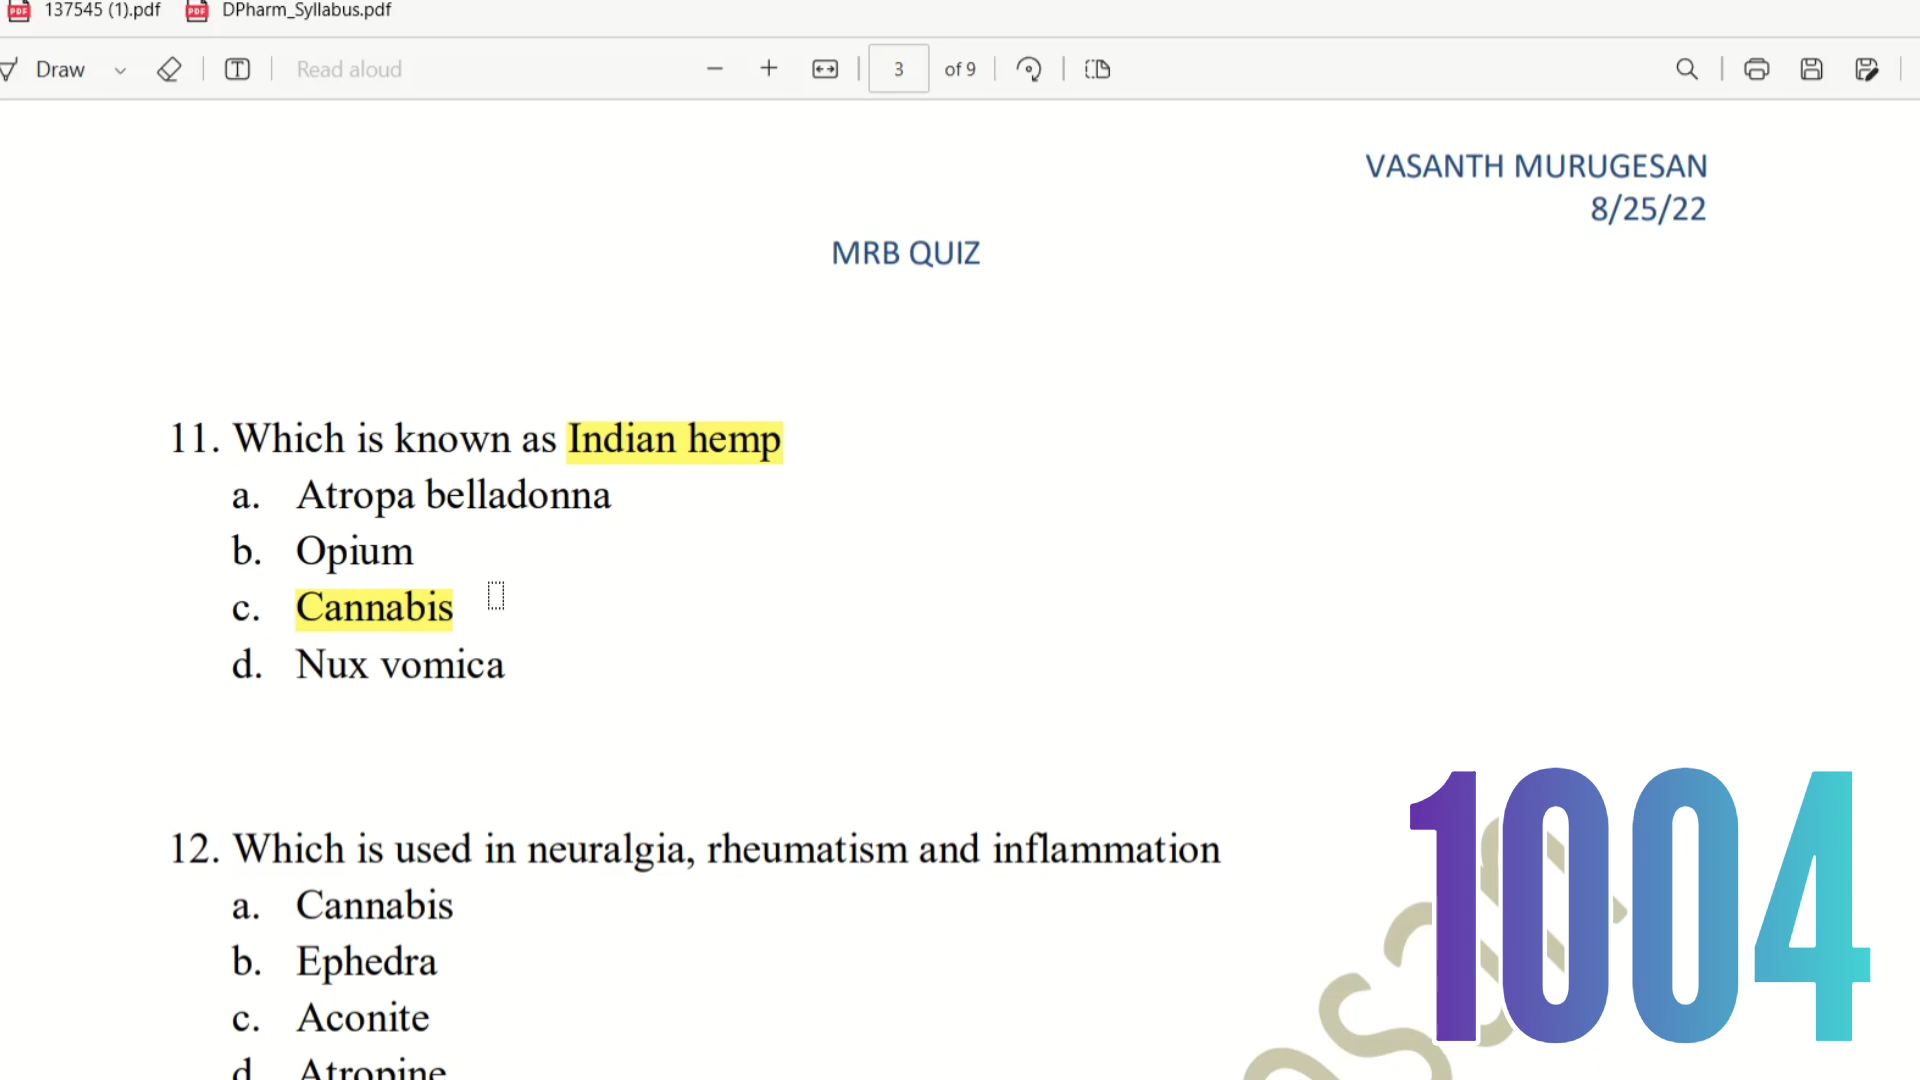 137545 (1).pdf DPharm_Syllabus.pdf
Draw Read aloud 3 of 9
VASANTH MURUGESAN
8/25/22
MRB QUIZ
11. Which is known as Indian hemp
a. Atropa belladonna
b. Opium
c. Cannabis
d. Nux vomica
12. Which is used in neuralgia, rheumatism and inflammation
a. Cannabis
b. Ephedra
c. Aconite
d. Atropine
1004